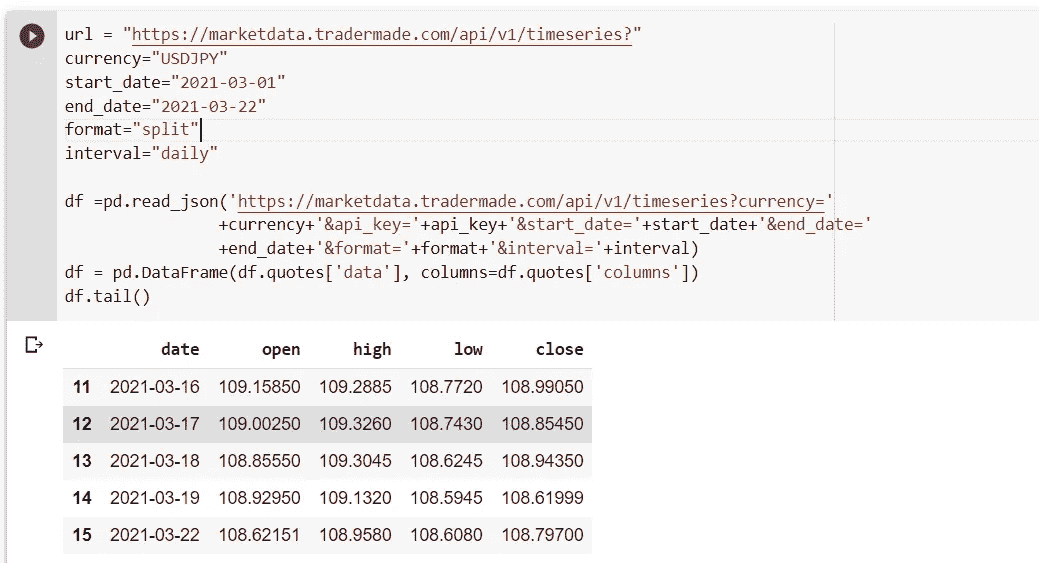 url = "https://marketdata.tradermade.com/api/v1/timeseries?"
currency="USDJPY"
start_date="2021-03-01"
end_date="2021-03-22"
format="split"
interval="daily"
df =pd.read_json('https://marketdata.tradermade.com/api/v1/timeseries?currency='
+currency+'&api_key='+api_key+'&start_date='+start_date+'&end_date='
+end_date+'&format='+format+'&interval='+interval)
df = pd.DataFrame(df.quotes['data'], columns=df.quotes['columns'])
df.tail()
date open high low close
11 2021-03-16 109.15850 109.2885 108.7720 108.99050
12 2021-03-17 109.00250 109.3260 108.7430 108.85450
13 2021-03-18 108.85550 109.3045 108.6245 108.94350
14 2021-03-19 108.92950 109.1320 108.5945 108.61999
15 2021-03-22 108.62151 108.9580 108.6080 108.79700